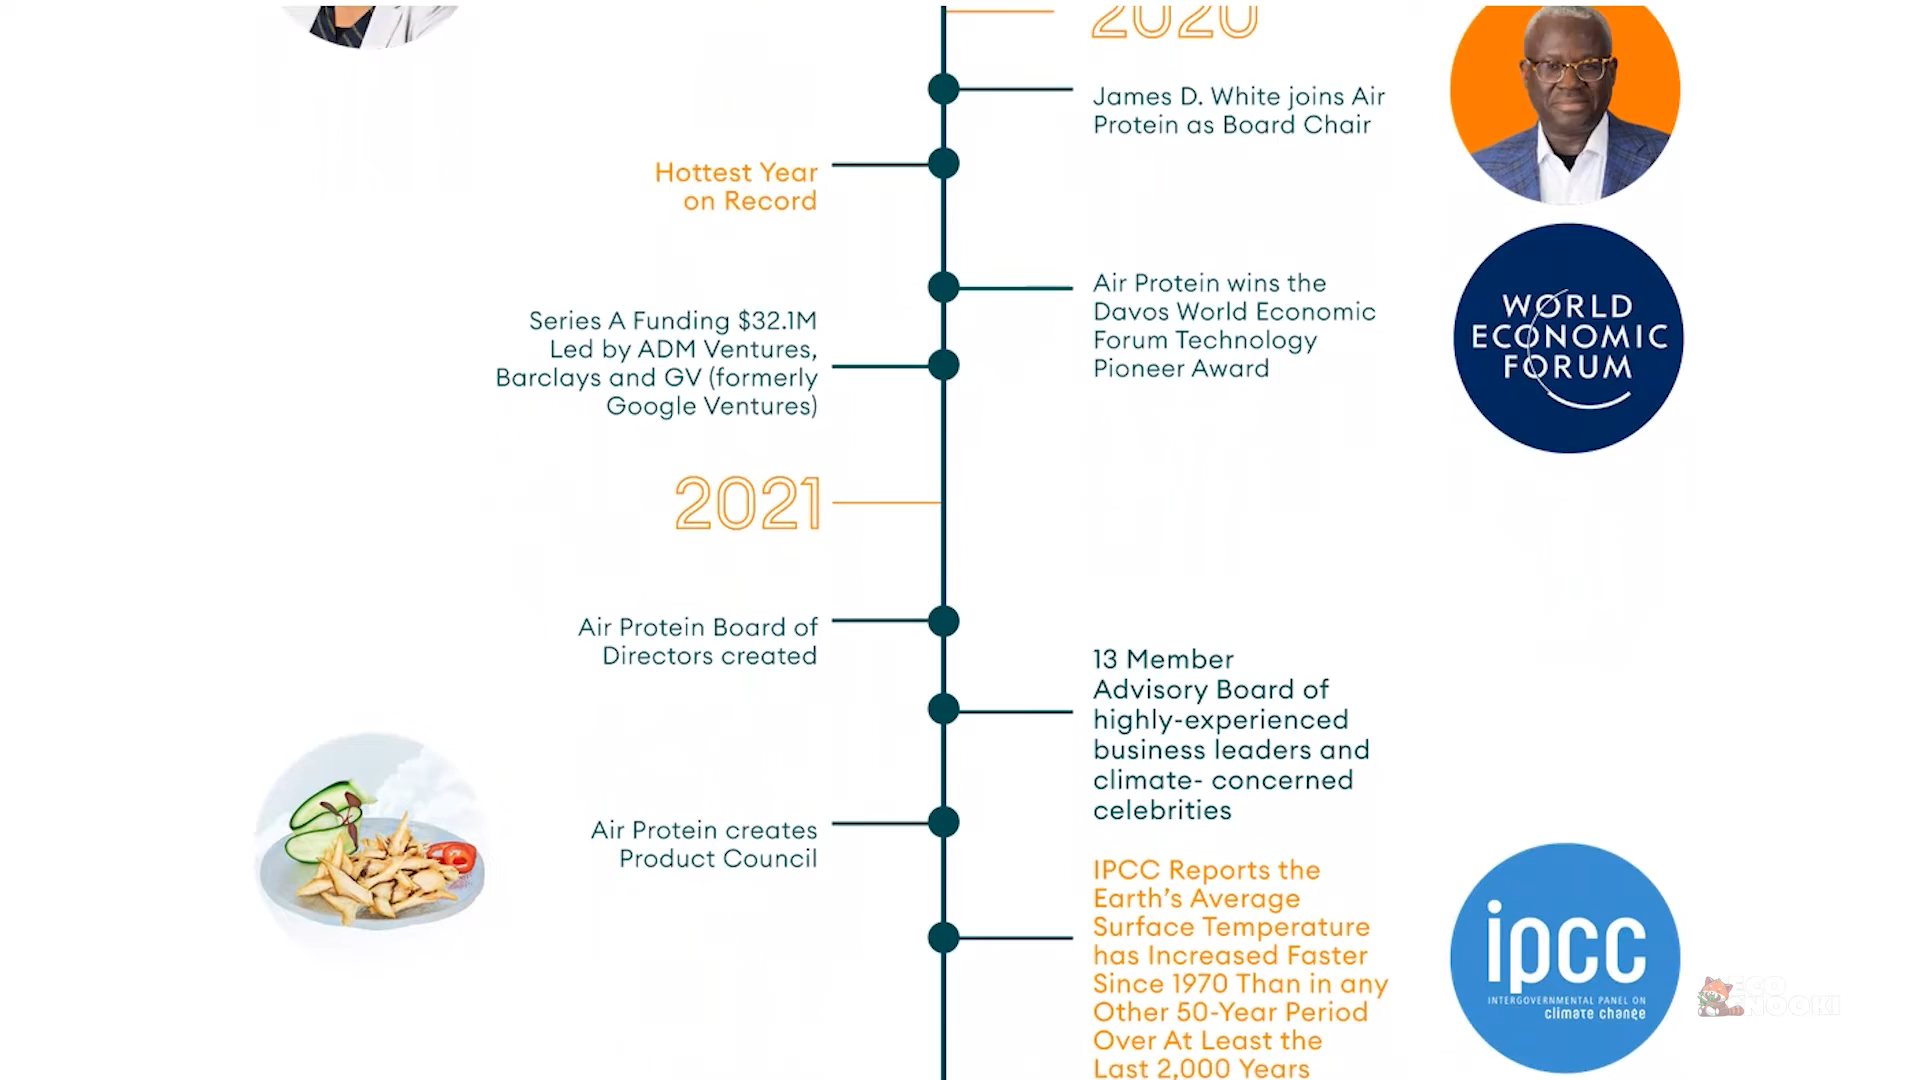 2020
James D. White joins Air
Protein as Board Chair
Hottest Year
on Record
Air Protein wins the
Davos World Economic
Forum Technology
Pioneer Award
WORLD
ECONOMIC
FORUM
Series A Funding $32.1M
Led by ADM Ventures,
Barclays and GV (formerly
Google Ventures)
2021
Air Protein Board of
Directors created
13 Member
Advisory Board of
highly-experienced
business leaders and
climate- concerned
celebrities
Air Protein creates
Product Council
IPCC Reports the
Earth's Average
Surface Temperature
has Increased Faster
Since 1970 Than in any
Other 50-Year Period
Over At Least the
Last 2,000 Years
ipcc
INTERGOVERNMENTAL PANEL ON
climate change
ECO
SNOOKI